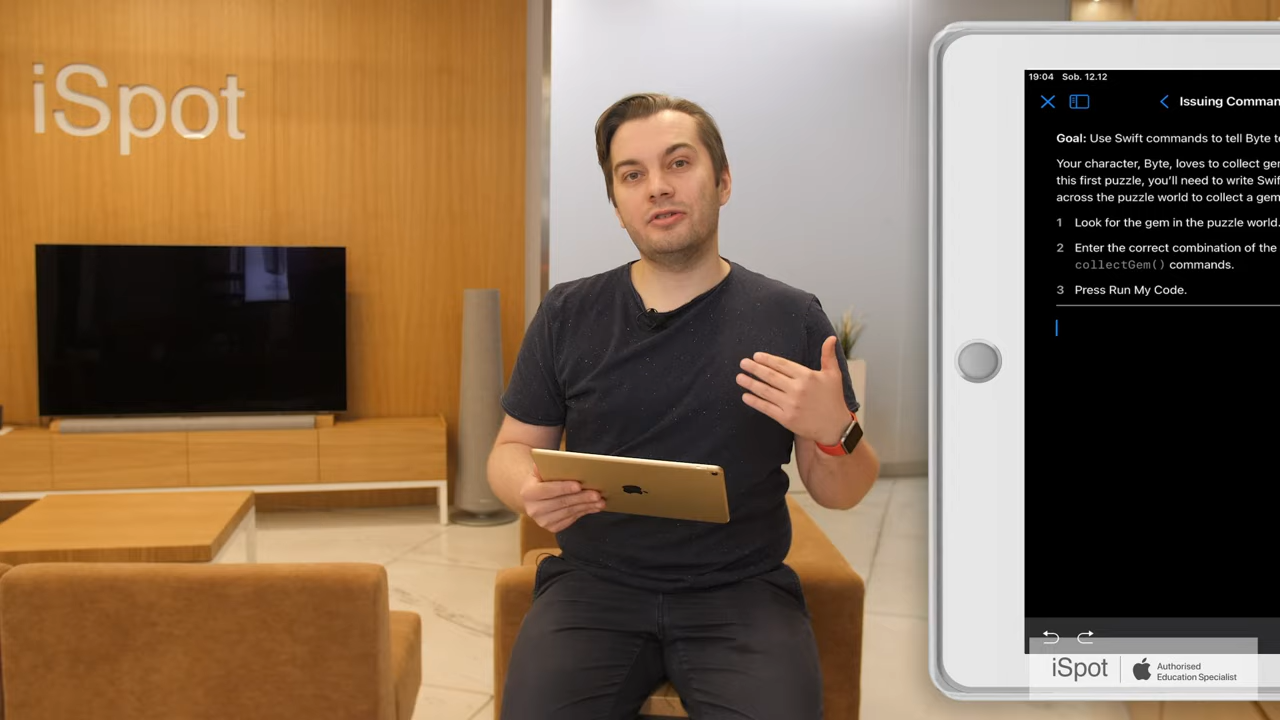 iSpot
19:04 Sob. 12.12
Issuing Comman
Goal: Use Swift commands to tell Byte t
Your character, Byte, loves to collect ge
this first puzzle, you'll need to write Swif
across the puzzle world to collect a gem
1 Look for the gem in the puzzle world.
2 Enter the correct combination of the
collectGem() commands.
3 Press Run My Code.
iSpot
Authorised
Education Specialist